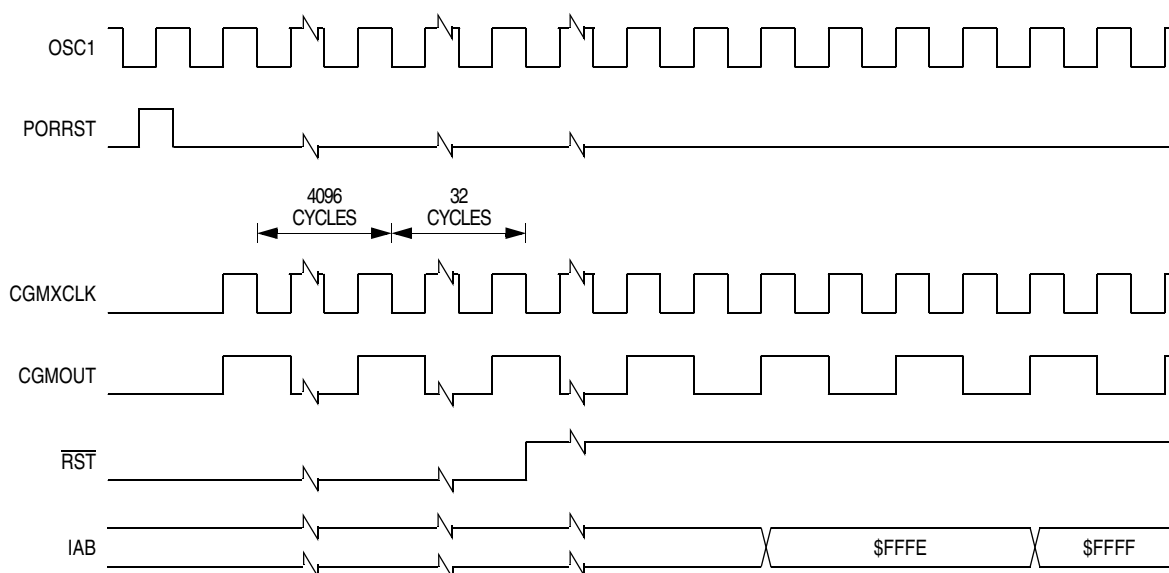 OSC1
PORRST
4096
CYCLES
32
CYCLES
CGMXCLK
CGMOUT
RST
IAB
$FFFE
$FFFF